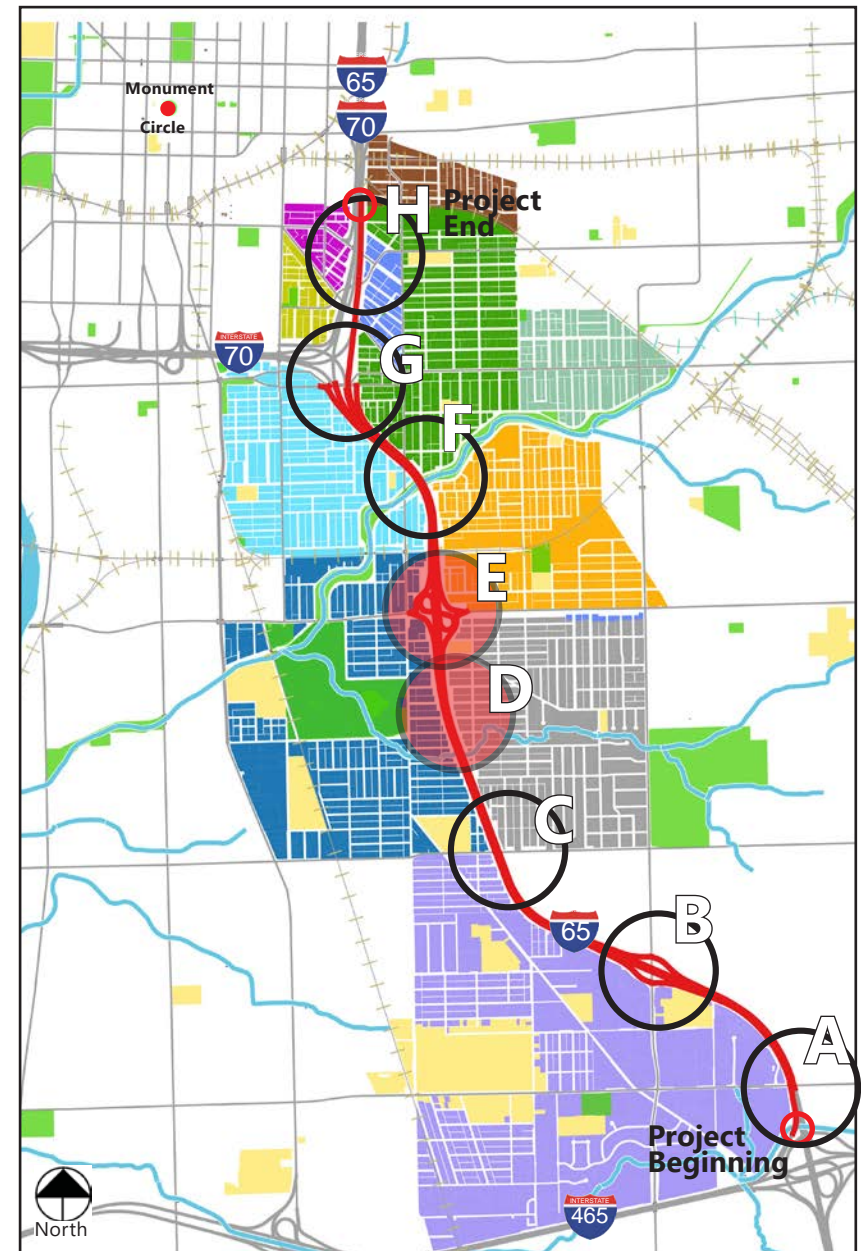 65
Monument
Circle
70
H
Project
End
INTERSTATE
70
G
F
E
D
C
B
65
A
Project
Beginning
North
INTERSTATE
465